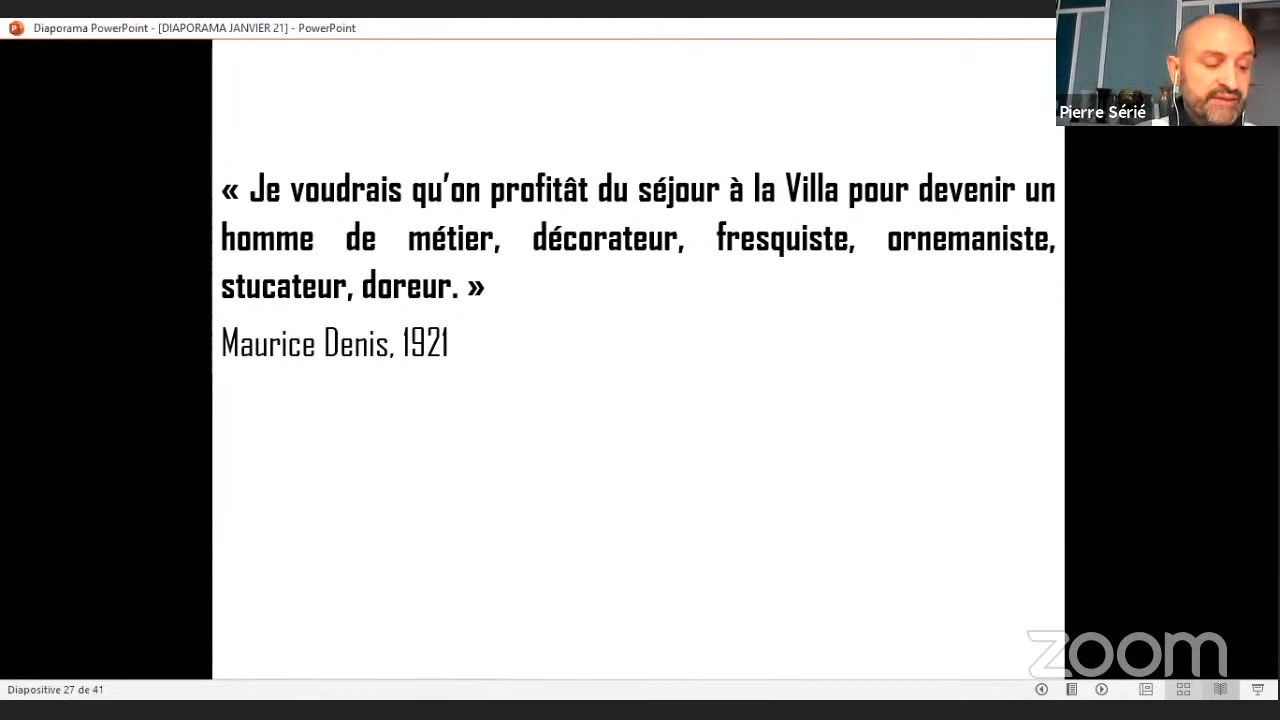 Diaporama PowerPoint - [DIAPORAMA JANVIER 21] - PowerPoint
Pierre Sérié
« Je voudrais qu'on profitât du séjour à la Villa pour devenir un
homme de métier, décorateur, fresquiste, ornemaniste,
stucateur, doreur. »
Maurice Denis, 1921
zoom
Diapositive 27 de 41